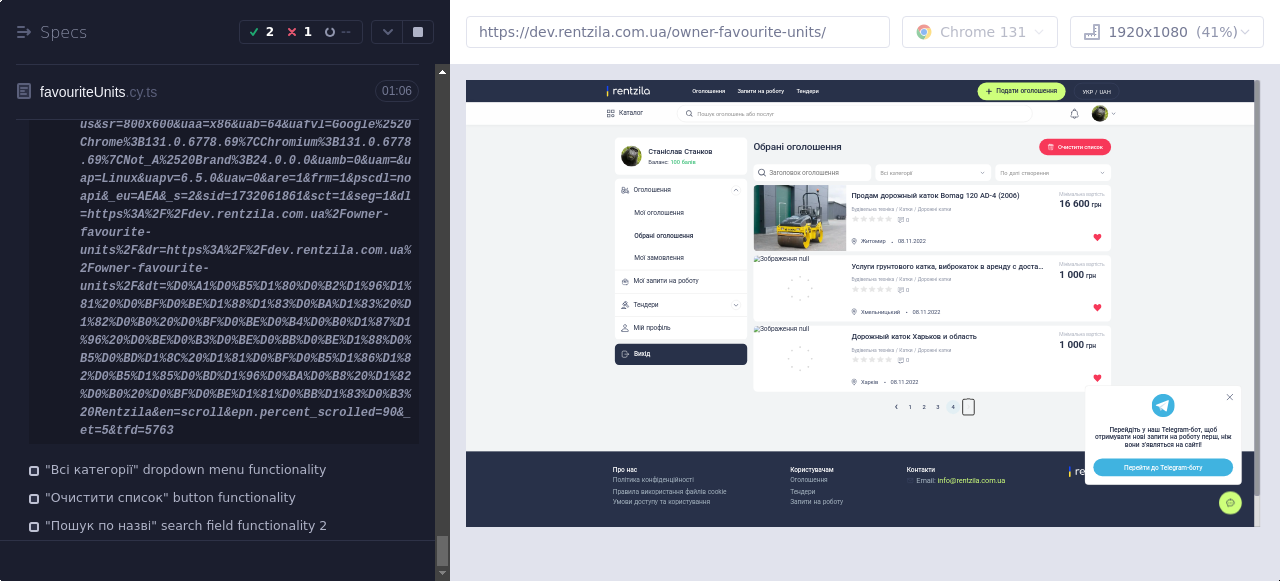 Specs
2
1
--
https://dev.rentzila.com.ua/owner-favourite-units/
Chrome 131
1920x1080 (41%)
favouriteUnits.cy.ts
01:06
us&sr=800x600&uaa=x86&uab=64&uafvl=Google%2520
Chrome%3B131.0.6778.69%7CChromium%3B131.0.6778
.69%7CNot_A%2520Brand%3B24.0.0.0&uamb=0&uam=&u
ap=Linux&uapv=6.5.0&uaw=0&are=1&frm=1&pscdl=no
api&_eu=AEA&_s=2&sid=1732061861&sct=1&seg=1&dl
=https%3A%2F%2Fdev.rentzila.com.ua%2Fowner-
favourite-
units%2F&dr=https%3A%2F%2Fdev.rentzila.com.ua%
2Fowner-favourite-
units%2F&dt=%D0%A1%D0%B5%D1%80%D0%B2%D1%96%D1%
81%20%D0%BF%D0%BE%D1%88%D1%83%D0%BA%D1%83%20%D
1%82%D0%B0%20%D0%BF%D0%BE%D0%B4%D0%B0%D1%87%D1
%96%20%D0%BE%D0%B3%D0%BE%D0%BB%D0%BE%D1%88%D0%
B5%D0%BD%D1%8C%20%D1%81%D0%BF%D0%B5%D1%86%D1%8
2%D0%B5%D1%85%D0%BD%D1%96%D0%BA%D0%B8%20%D1%82
%D0%B0%20%D0%BF%D0%BE%D1%81%D0%BB%D1%83%D0%B3%
20Rentzila&en=scroll&epn.percent_scrolled=90&_
et=5&tfd=5763
"Всі категорії" dropdown menu functionality
"Очистити список" button functionality
"Пошук по назві" search field functionality 2
rentzila
Оголошення
Запити на роботу
Тендери
Подати оголошення
УКР / UAH
Каталог
Пошук оголошень або послуг
Станіслав Станков
Баланс: 100 балів
Оголошення
Мої оголошення
Обрані оголошення
Мої замовлення
Мої запити на роботу
Тендери
Мій профіль
Вихід
Обрані оголошення
Очистити список
Заголовок оголошення
Всі категорії
По даті створення
Продам дорожный каток Bomag 120 AD-4 (2006)
Будівельна техніка / Катки / Дорожні катки
0
Житомир • 08.11.2022
Мінімальна вартість
16 600 грн
Зображення null
Услуги грунтового катка, виброкаток в аренду с доста...
Будівельна техніка / Катки / Дорожні катки
0
Хмельницький • 08.11.2022
Мінімальна вартість
1 000 грн
Зображення null
Дорожный каток Харьков и область
Будівельна техніка / Катки / Дорожні катки
0
Харків • 08.11.2022
Мінімальна вартість
1 000 грн
1 2 3 4
Перейдіть у наш Telegram-бот, щоб
отримувати нові запити на роботу перш, ніж
вони з'являться на сайті!
Перейти до Telegram-боту
Про нас
Політика конфіденційності
Правила використання файлів cookie
Умови доступу та користування
Користувачам
Оголошення
Тендери
Запити на роботу
Контакти
Email: info@rentzila.com.ua
re